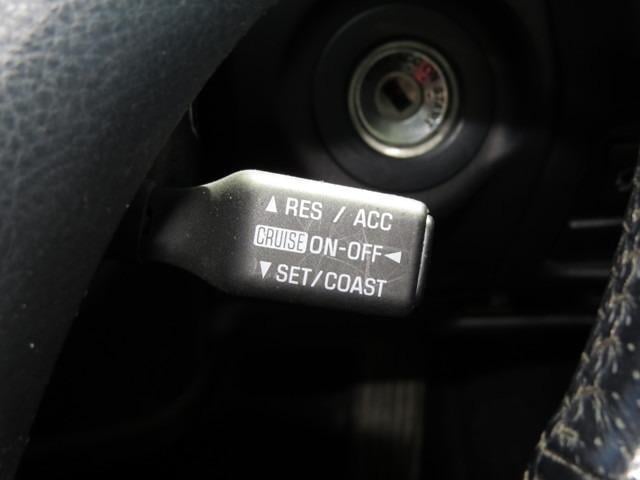 ▲ RES / ACC
CRUISE ON-OFF ◄
▼ SET/COAST